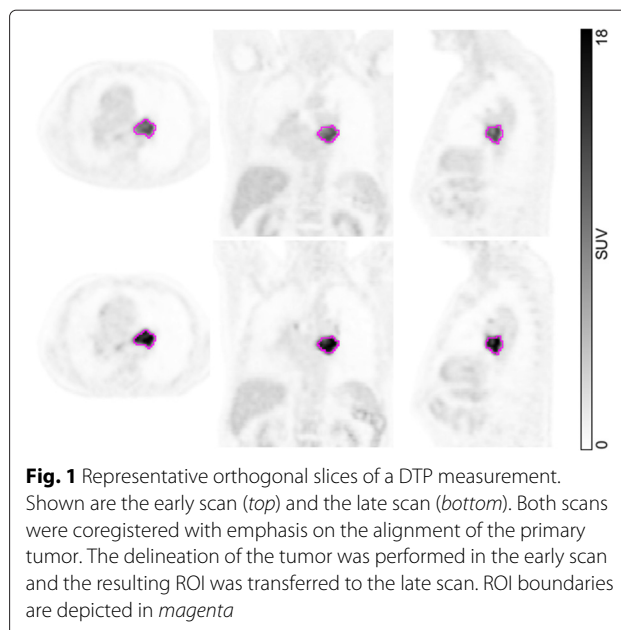 18
SUV
0
Fig. 1 Representative orthogonal slices of a DTP measurement.
Shown are the early scan (top) and the late scan (bottom). Both scans
were coregistered with emphasis on the alignment of the primary
tumor. The delineation of the tumor was performed in the early scan
and the resulting ROI was transferred to the late scan. ROI boundaries
are depicted in magenta